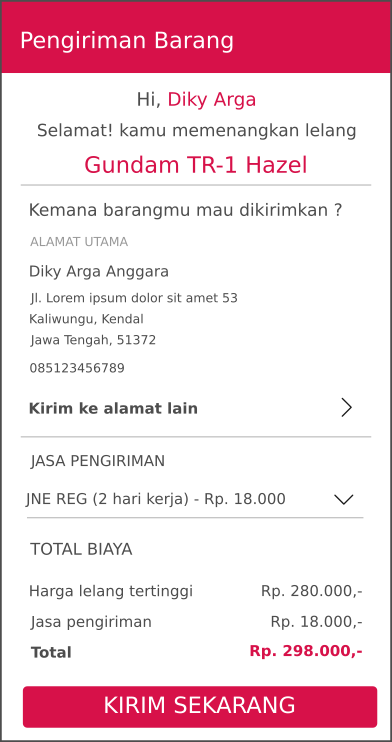 Pengiriman Barang
Hi, Diky Arga
Selamat! kamu memenangkan lelang
Gundam TR-1 Hazel
Kemana barangmu mau dikirimkan ?
ALAMAT UTAMA
Diky Arga Anggara
Jl. Lorem ipsum dolor sit amet 53
Kaliwungu, Kendal
Jawa Tengah, 51372
085123456789
Kirim ke alamat lain
JASA PENGIRIMAN
JNE REG (2 hari kerja) - Rp. 18.000
TOTAL BIAYA
Harga lelang tertinggi Rp. 280.000,-
Jasa pengiriman Rp. 18.000,-
Total Rp. 298.000,-
KIRIM SEKARANG